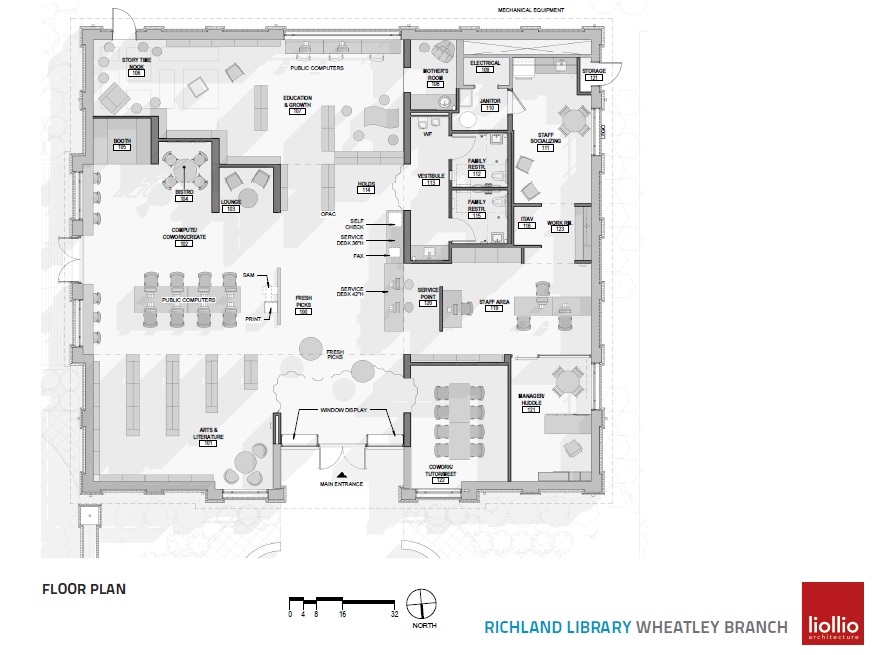 MECHANICAL EQUIPMENT
STORY TIME
NOOK
108
PUBLIC COMPUTERS
MOTHER'S
ROOM
108
ELECTRICAL
109
STORAGE
121
EDUCATION
& GROWTH
107
JANITOR
110
LOGO
BOOTH
105
WF
STAFF
SOCIALIZING
111
FAMILY
RESTR.
112
BISTRO
104
VESTIBULE
113
HOLDS
114
LOUNGE
103
FAMILY
RESTR.
115
OPAC
IT/AV
116
WORK RM.
123
SELF
CHECK
COMPUTE/
COWORK/CREATE
102
SERVICE
DESK 36"H
FAX
SAM
SERVICE
DESK 42"H
PUBLIC COMPUTERS
FRESH
PICKS
100
SERVICE
POINT
120
STAFF AREA
119
PRINT
FRESH
PICKS
MANAGER/
HUDDLE
121
WINDOW DISPLAY
ARTS &
LITERATURE
101
COWORK/
TUTOR/MEET
122
MAIN ENTRANCE
FLOOR PLAN
0 4 8 16 32
NORTH
RICHLAND LIBRARY WHEATLEY BRANCH
liollio
architecture